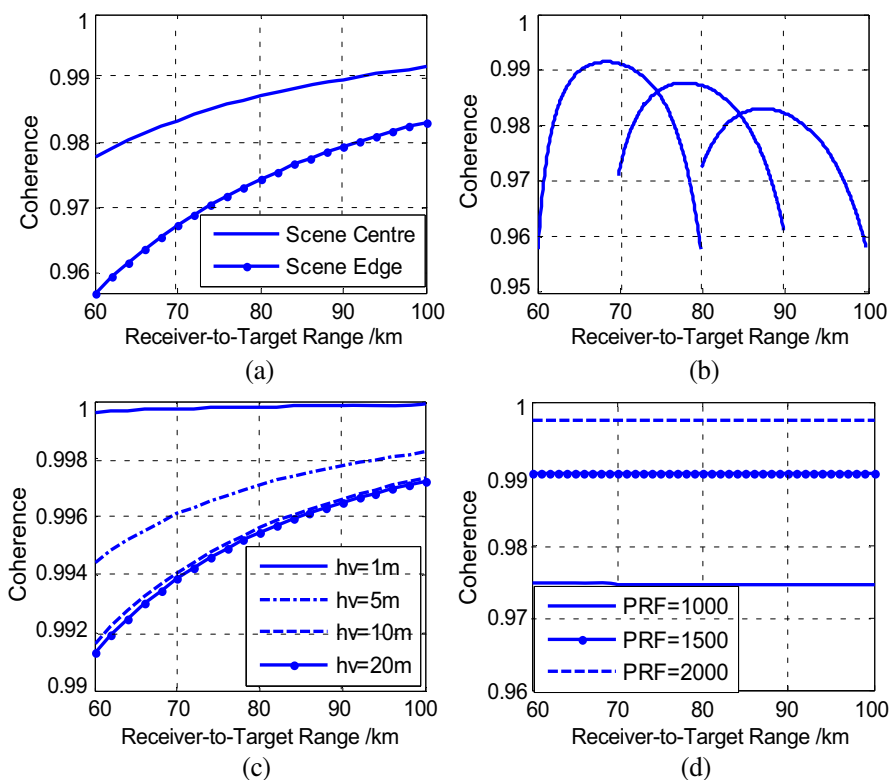 1
0.99
0.98
0.97
0.96
60
70
80
90
100
Coherence
Scene Centre
Scene Edge
Receiver-to-Target Range /km
(a)
1
0.99
0.98
0.97
0.96
0.95
60
70
80
90
100
Coherence
Receiver-to-Target Range /km
(b)
1
0.998
0.996
0.994
0.992
0.99
60
70
80
90
100
Coherence
hv=1m
hv=5m
hv=10m
hv=20m
Receiver-to-Target Range /km
(c)
1
0.99
0.98
0.97
0.96
60
70
80
90
100
Coherence
PRF=1000
PRF=1500
PRF=2000
Receiver-to-Target Range /km
(d)